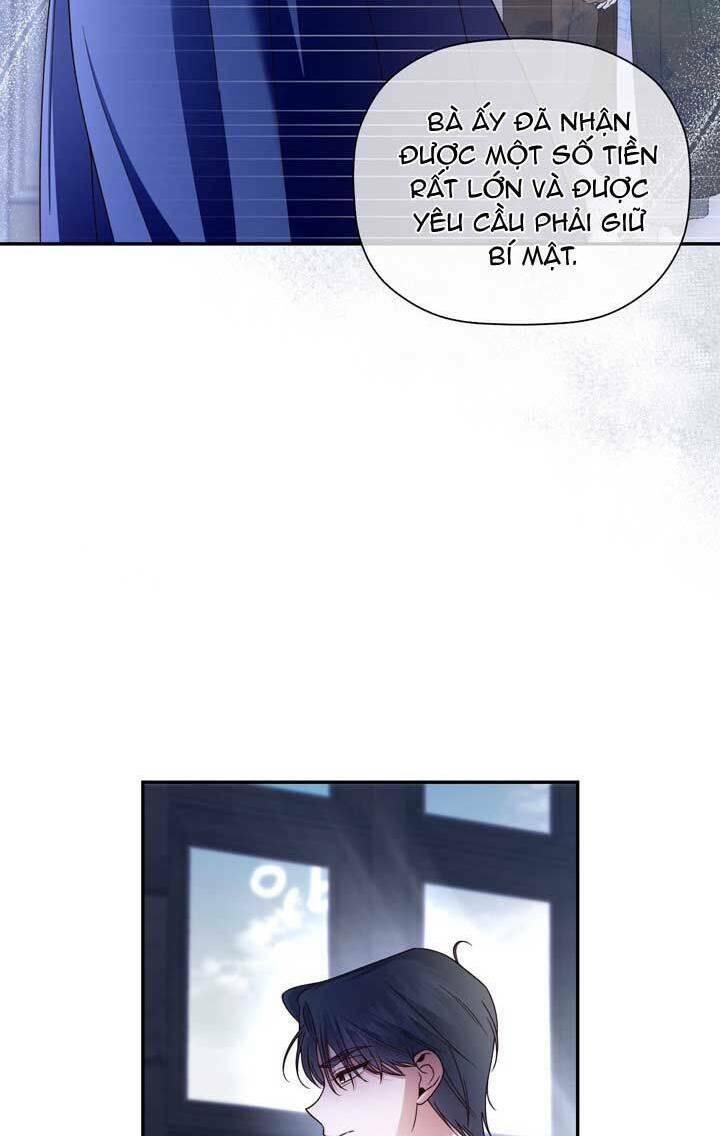 BÀ ẤY ĐÃ NHẬN
ĐƯỢC MỘT SỐ TIỀN
RẤT LỚN VÀ ĐƯỢC
YÊU CẦU PHẢI GIỮ
BÍ MẬT.